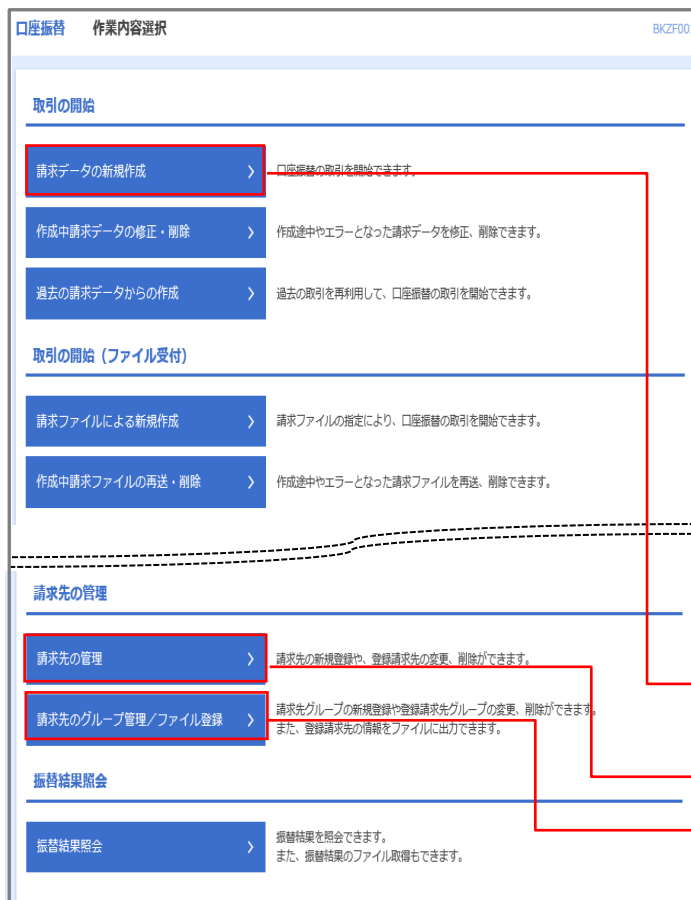 口座振替 作業内容選択 BKZF00
取引の開始
請求データの新規作成 口座振替の取引を開始できます。
作成中請求データの修正・削除 作成途中やエラーとなった請求データを修正、削除できます。
過去の請求データからの作成 過去の取引を再利用して、口座振替の取引を開始できます。
取引の開始（ファイル受付）
請求ファイルによる新規作成 請求ファイルの指定により、口座振替の取引を開始できます。
作成中請求ファイルの再送・削除 作成途中やエラーとなった請求ファイルを再送、削除できます。
請求先の管理
請求先の管理 請求先の新規登録や、登録請求先の変更、削除ができます。
請求先のグループ管理／ファイル登録 請求先グループの新規登録や登録請求先グループの変更、削除ができます。
また、登録請求先の情報をファイルに出力できます。
振替結果照会
振替結果照会 振替結果を照会できます。
また、振替結果のファイル取得もできます。